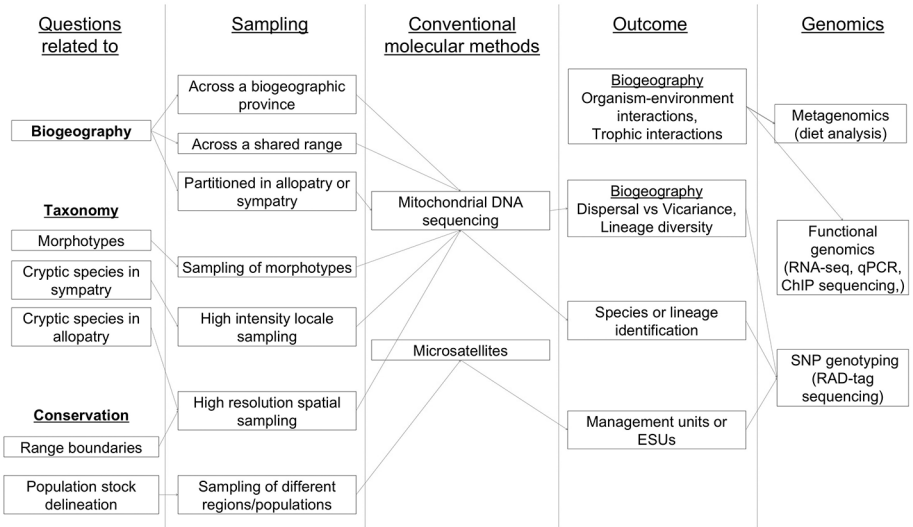 Questions
related to
Sampling
Conventional
molecular methods
Outcome
Genomics
Biogeography
Taxonomy
Morphotypes
Cryptic species in
sympatry
Cryptic species in
allopatry
Conservation
Range boundaries
Population stock
delineation
Across a biogeographic
province
Across a shared range
Partitioned in allopatry or
sympatry
Sampling of morphotypes
High intensity locale
sampling
High resolution spatial
sampling
Sampling of different
regions/populations
Mitochondrial DNA
sequencing
Microsatellites
Biogeography
Organism-environment
interactions,
Trophic interactions
Biogeography
Dispersal vs Vicariance,
Lineage diversity
Species or lineage
identification
Management units or
ESUs
Metagenomics
(diet analysis)
Functional
genomics
(RNA-seq, qPCR,
ChIP sequencing,)
SNP genotyping
(RAD-tag
sequencing)